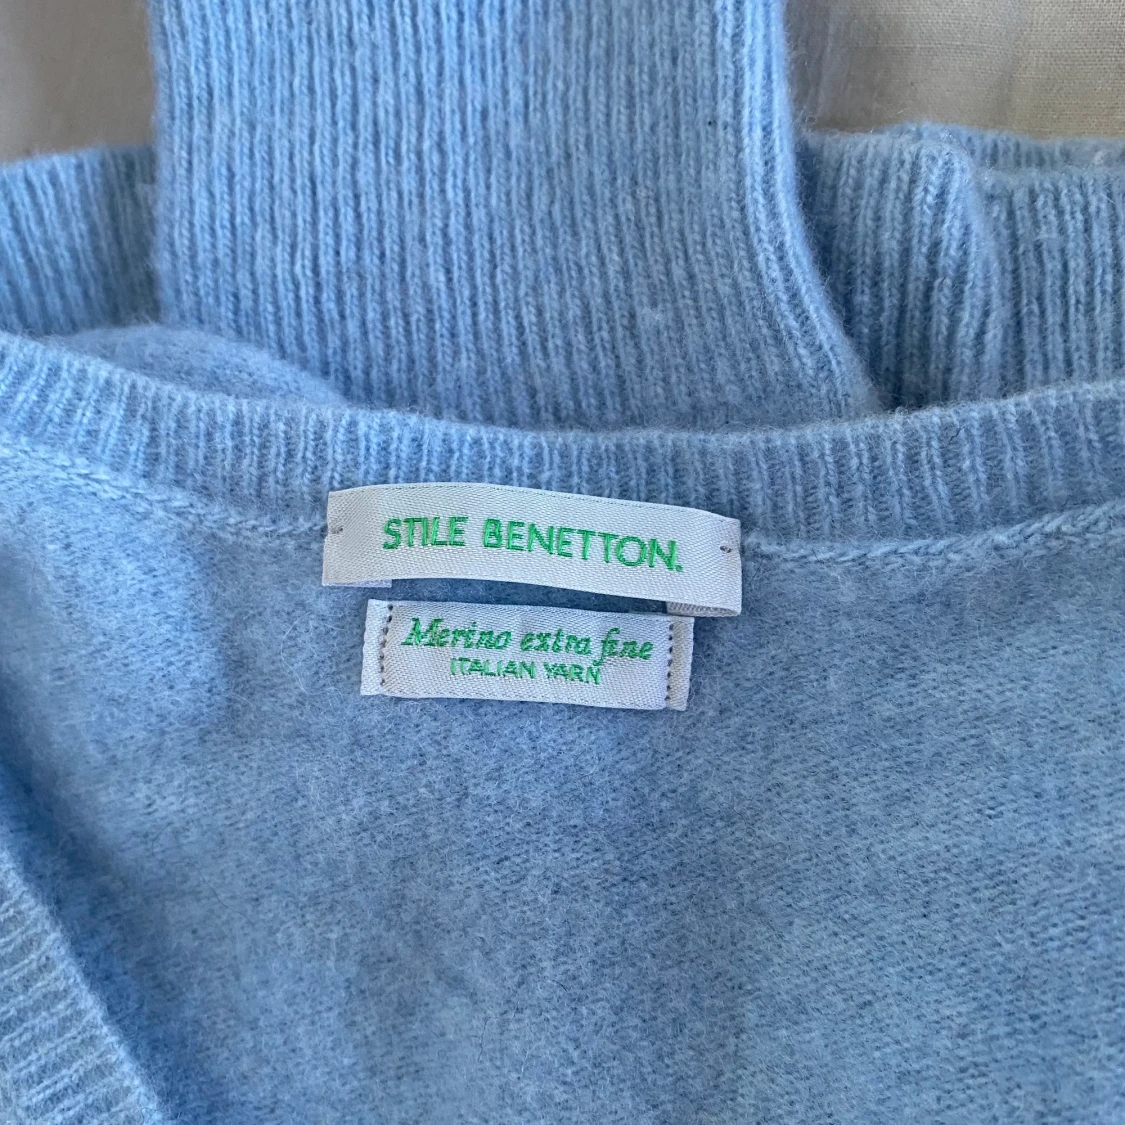 STILE BENETTON.
Merino extra fine
ITALIAN YARN